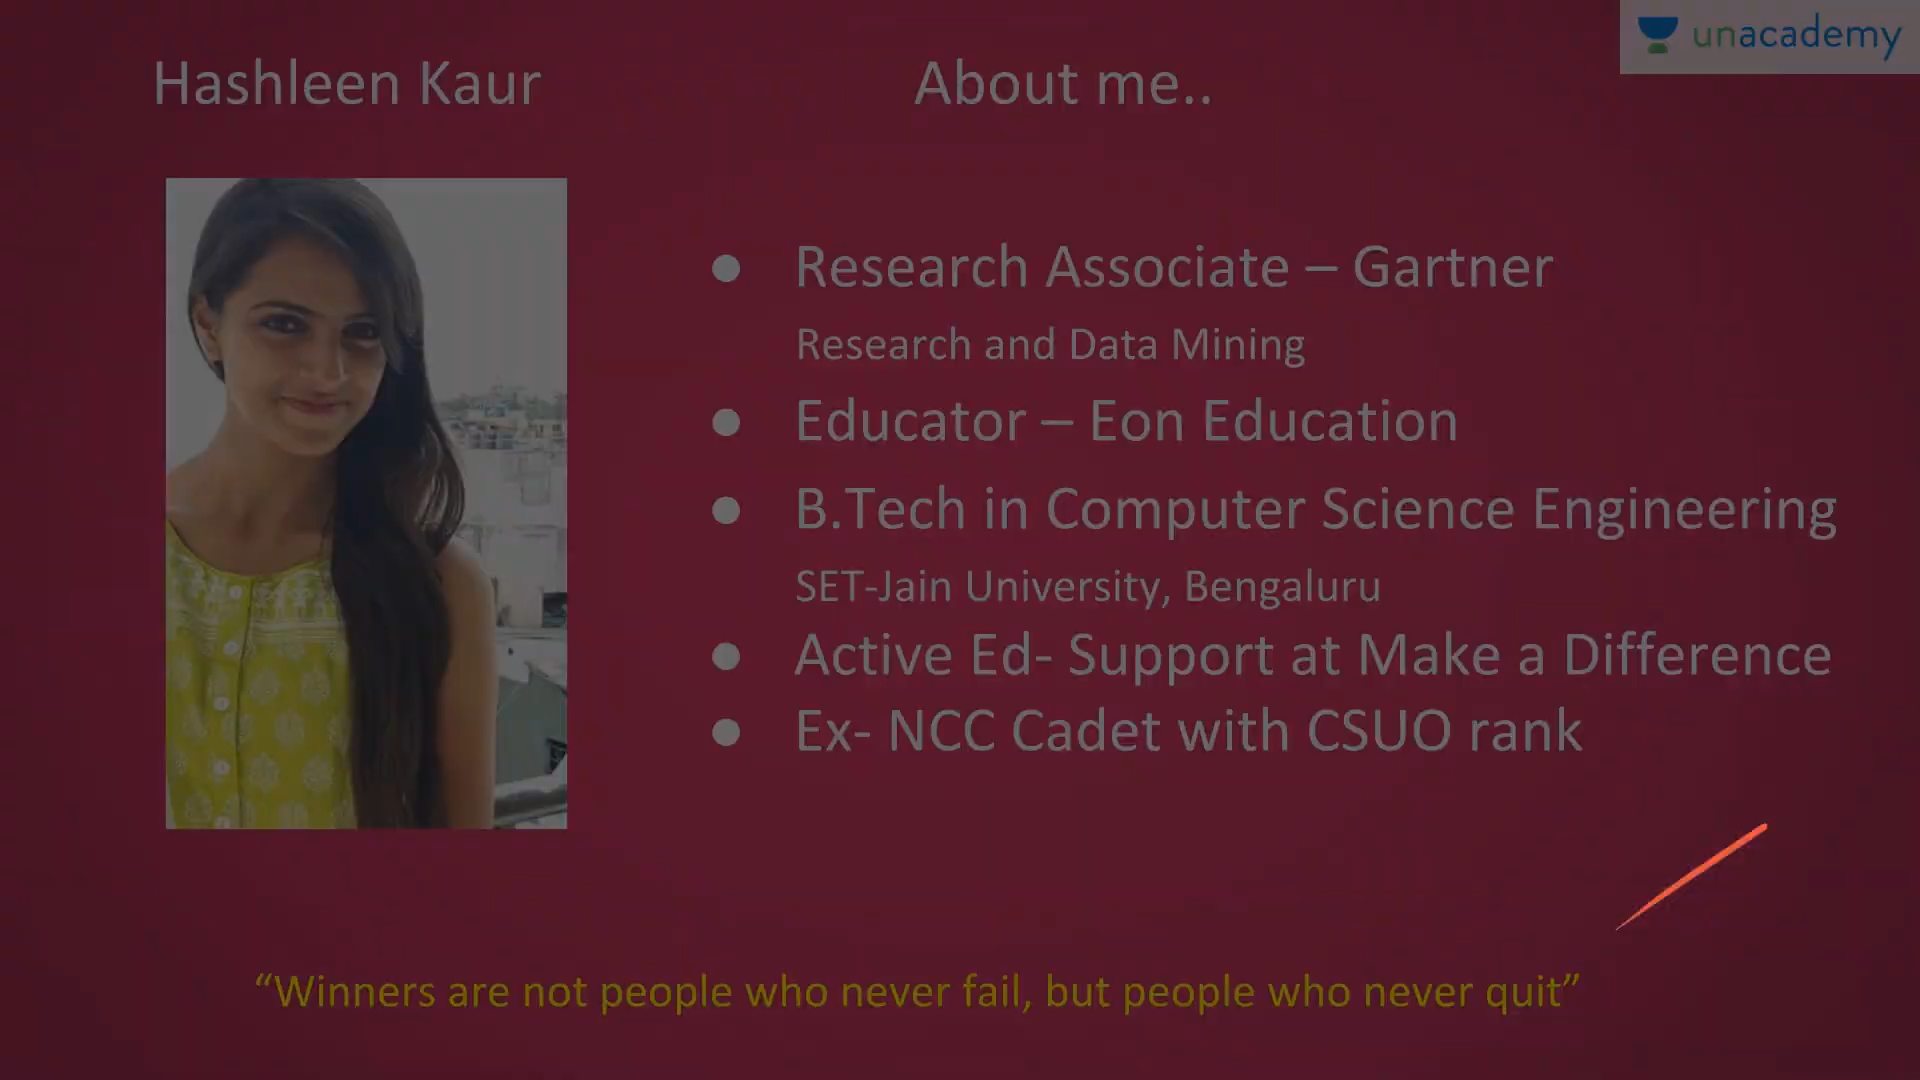 unacademy
Hashleen Kaur
About me..
● Research Associate – Gartner
Research and Data Mining
● Educator – Eon Education
● B.Tech in Computer Science Engineering
SET-Jain University, Bengaluru
● Active Ed- Support at Make a Difference
● Ex- NCC Cadet with CSUO rank
“Winners are not people who never fail, but people who never quit”